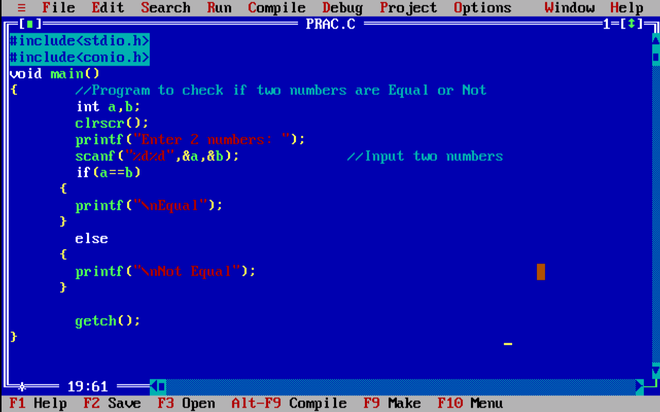 ≡ File Edit Search Run Compile Debug Project Options Window Help
[■] PRAC.C 1=[↕]
#include<stdio.h>
#include<conio.h>
void main()
{ //Program to check if two numbers are Equal or Not
int a,b;
clrscr();
printf("Enter 2 numbers: ");
scanf("%d%d",&a,&b); //Input two numbers
if(a==b)
{
printf("\nEqual");
}
else
{
printf("\nNot Equal");
}
getch();
}
19:61
F1 Help F2 Save F3 Open Alt-F9 Compile F9 Make F10 Menu